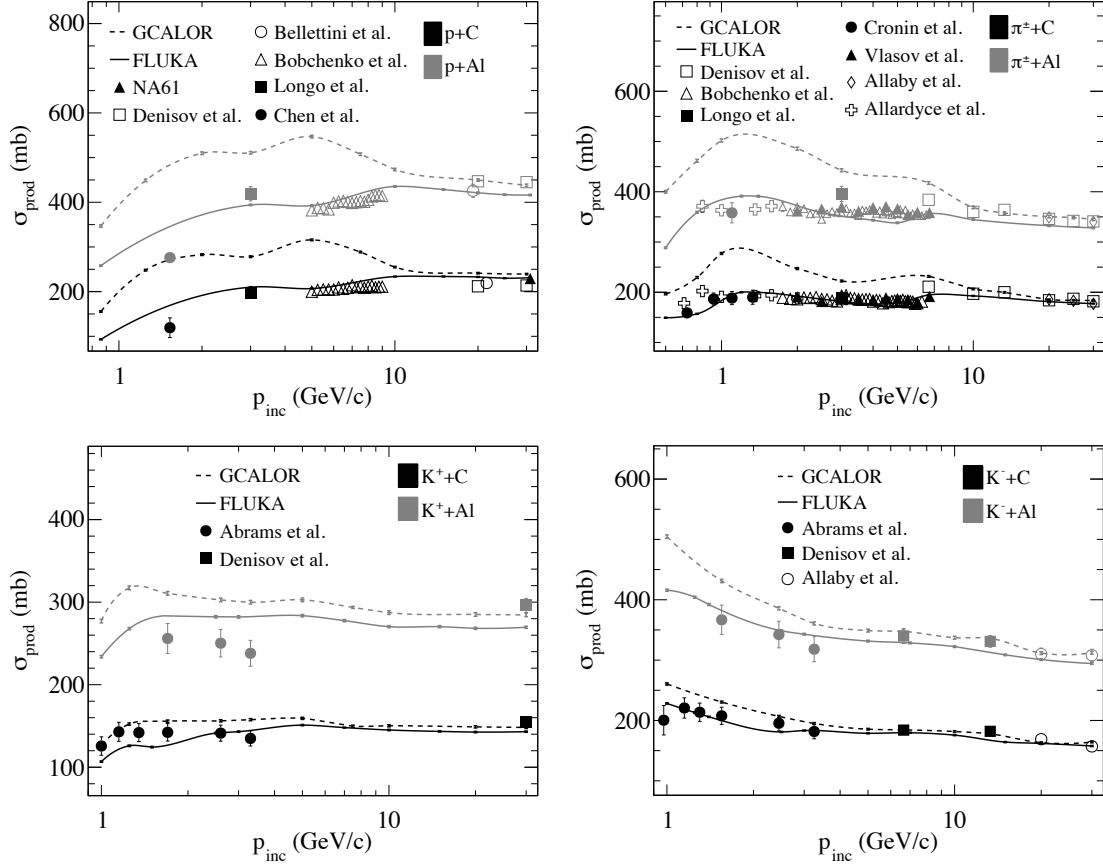 GCALOR
FLUKA
NA61
Denisov et al.
Bellettini et al.
Bobchenko et al.
Longo et al.
Chen et al.
p+C
p+Al
800
600
400
200
σprod (mb)
1
10
pinc (GeV/c)
GCALOR
FLUKA
Denisov et al.
Bobchenko et al.
Longo et al.
Cronin et al.
Vlasov et al.
Allaby et al.
Allardyce et al.
π±+C
π±+Al
600
400
200
σprod (mb)
1
10
pinc (GeV/c)
GCALOR
FLUKA
Abrams et al.
Denisov et al.
K++C
K++Al
400
300
200
100
σprod (mb)
1
10
pinc (GeV/c)
GCALOR
FLUKA
Abrams et al.
Denisov et al.
Allaby et al.
K-+C
K-+Al
600
400
200
σprod (mb)
1
10
pinc (GeV/c)